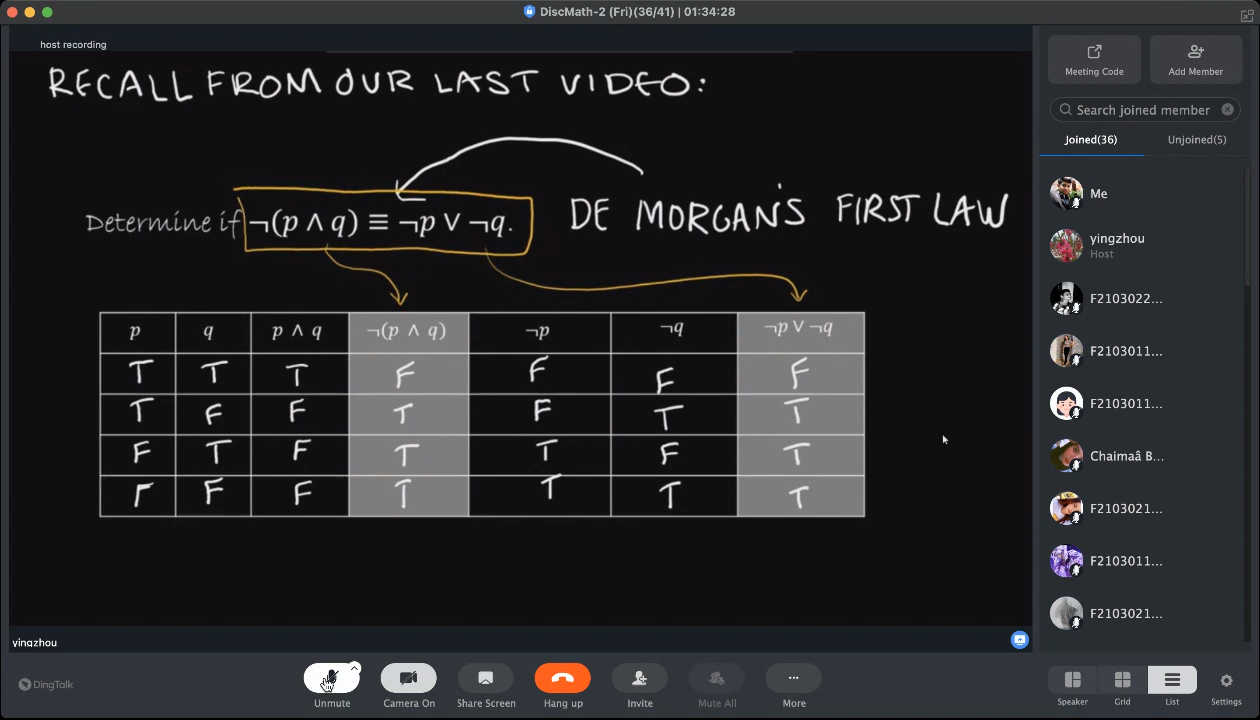 DiscMath-2 (Fri)(36/41) | 01:34:28
host recording
RECALL FROM OUR LAST VIDEO:
Determine if ¬(p ∧ q) ≡ ¬p ∨ ¬q. DE MORGAN'S FIRST LAW
p q p ∧ q ¬(p ∧ q) ¬p ¬q ¬p ∨ ¬q
T T T F F F F
T F F T F T T
F T F T T F T
F F F T T T T
yingzhou
Meeting Code Add Member
Search joined member
Joined(36) Unjoined(5)
Me
yingzhou
Host
F2103022...
F2103011...
F2103011...
Chaimaâ B...
F2103021...
F2103011...
F2103021...
DingTalk
Unmute Camera On Share Screen Hang up Invite Mute All More
Speaker Grid List Settings